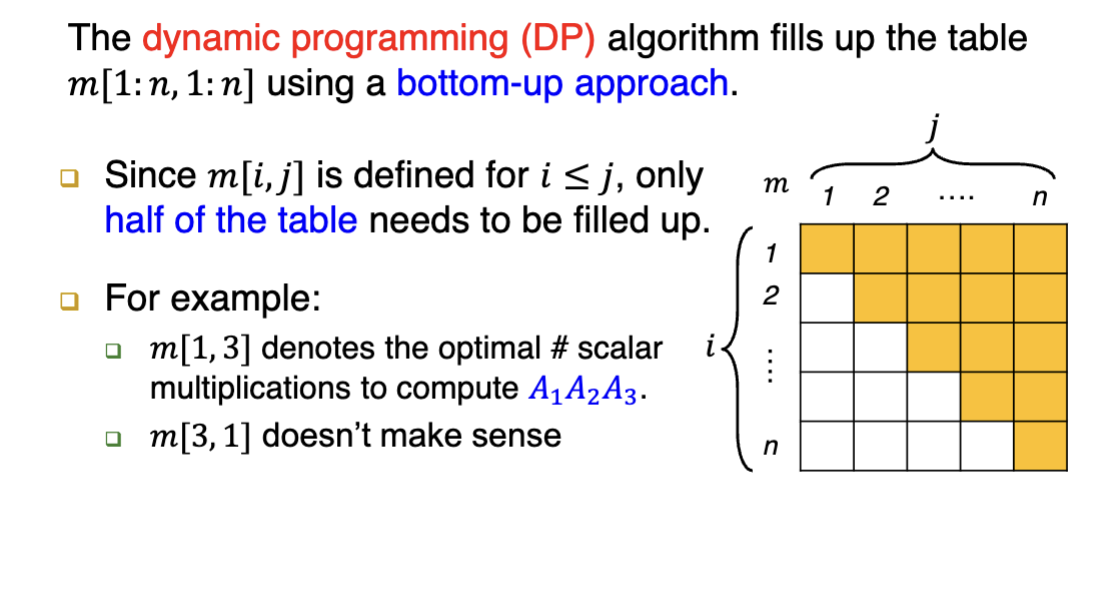 The dynamic programming (DP) algorithm fills up the table
m[1: n, 1: n] using a bottom-up approach.
Since m[i, j] is defined for i ≤ j, only
half of the table needs to be filled up.
For example:
m[1, 3] denotes the optimal # scalar
multiplications to compute A₁A₂A₃.
m[3, 1] doesn't make sense
j
m 1 2 .... n
1
2
i
....
n